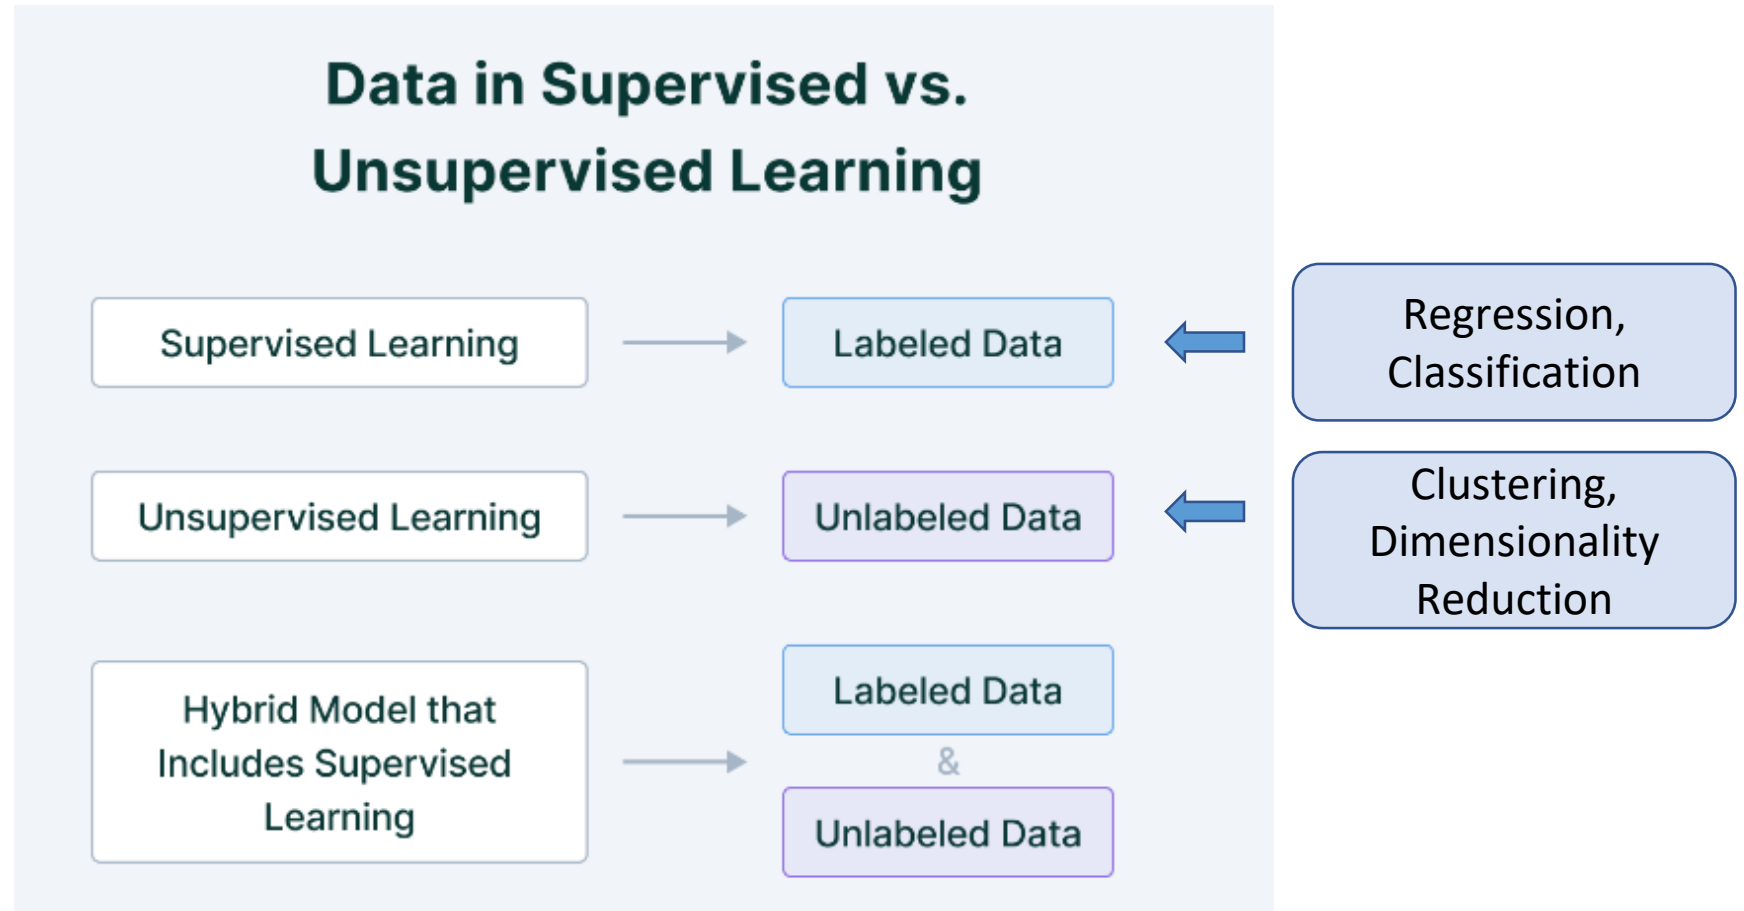 Data in Supervised vs.
Unsupervised Learning
Supervised Learning
Labeled Data
Regression,
Classification
Unsupervised Learning
Unlabeled Data
Clustering,
Dimensionality
Reduction
Hybrid Model that
Includes Supervised
Learning
Labeled Data
&
Unlabeled Data